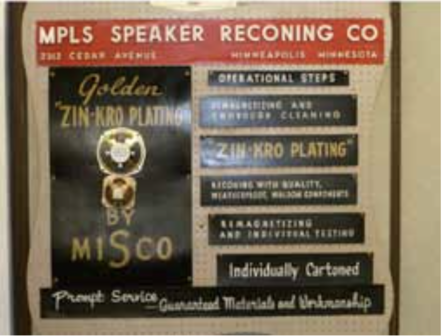 MPLS SPEAKER RECONING CO
2312 CEDAR AVENUE MINNEAPOLIS MINNESOTA
Golden
"ZIN-KRO PLATING"
BY
MISCO
OPERATIONAL STEPS
DEMAGNETIZING AND
THOROUGH CLEANING
"ZIN-KRO PLATING"
RECONING WITH QUALITY,
WEATHERPROOF, WALDOM COMPONENTS
REMAGNETIZING
AND INDIVIDUAL TESTING
Individually Cartoned
Prompt Service - Guaranteed Materials and Workmanship